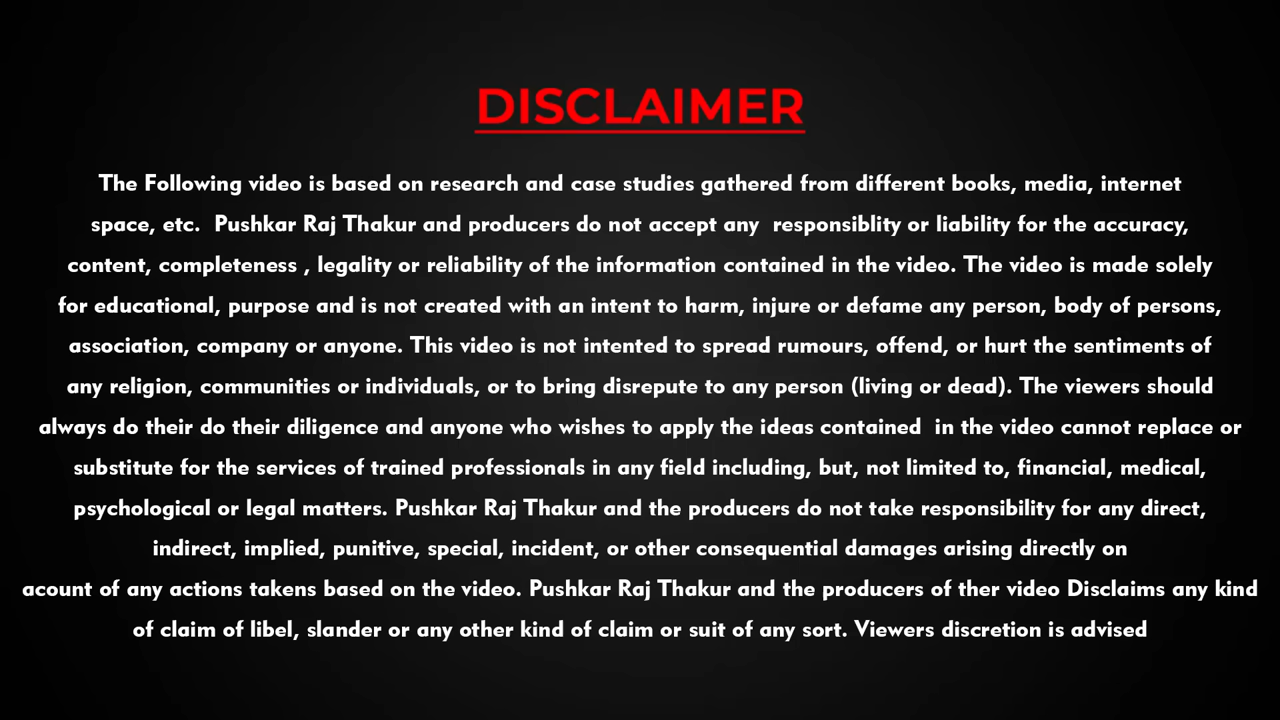 DISCLAIMER
The Following video is based on research and case studies gathered from different books, media, internet
space, etc.  Pushkar Raj Thakur and producers do not accept any  responsiblity or liability for the accuracy,
content, completeness , legality or reliability of the information contained in the video. The video is made solely
for educational, purpose and is not created with an intent to harm, injure or defame any person, body of persons,
association, company or anyone. This video is not intented to spread rumours, offend, or hurt the sentiments of
any religion, communities or individuals, or to bring disrepute to any person (living or dead). The viewers should
always do their do their diligence and anyone who wishes to apply the ideas contained  in the video cannot replace or
substitute for the services of trained professionals in any field including, but, not limited to, financial, medical,
psychological or legal matters. Pushkar Raj Thakur and the producers do not take responsibility for any direct,
indirect, implied, punitive, special, incident, or other consequential damages arising directly on
acount of any actions takens based on the video. Pushkar Raj Thakur and the producers of ther video Disclaims any kind
of claim of libel, slander or any other kind of claim or suit of any sort. Viewers discretion is advised